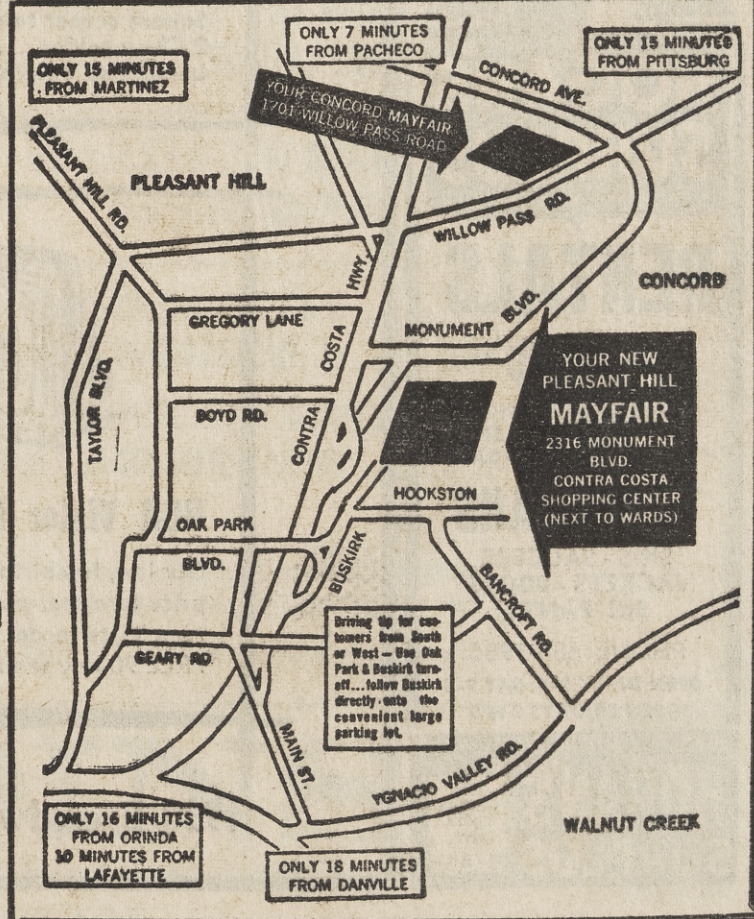 ONLY 7 MINUTES
FROM PACHECO
ONLY 15 MINUTES
FROM PITTSBURG
ONLY 15 MINUTES
FROM MARTINEZ
CONCORD AVE.
YOUR CONCORD MAYFAIR
1701 WILLOW PASS ROAD
PLEASANT HILL RD.
PLEASANT HILL
WILLOW PASS RD.
CONCORD
HWY.
GREGORY LANE
MONUMENT BLVD.
COSTA
TAYLOR BLVD.
BOYD RD.
CONTRA
YOUR NEW
PLEASANT HILL
MAYFAIR
2316 MONUMENT
BLVD.
CONTRA COSTA
SHOPPING CENTER
(NEXT TO WARDS)
HOOKSTON
OAK PARK
BLVD.
BUSKIRK
BANCROFT RD.
Driving tip for cus-
tomers from South
or West — Use Oak
Park & Buskirk turn-
off...follow Buskirk
directly onto the
convenient large
parking lot.
GEARY RD.
MAIN ST.
YGNACIO VALLEY RD.
WALNUT CREEK
ONLY 16 MINUTES
FROM ORINDA
10 MINUTES FROM
LAFAYETTE
ONLY 18 MINUTES
FROM DANVILLE